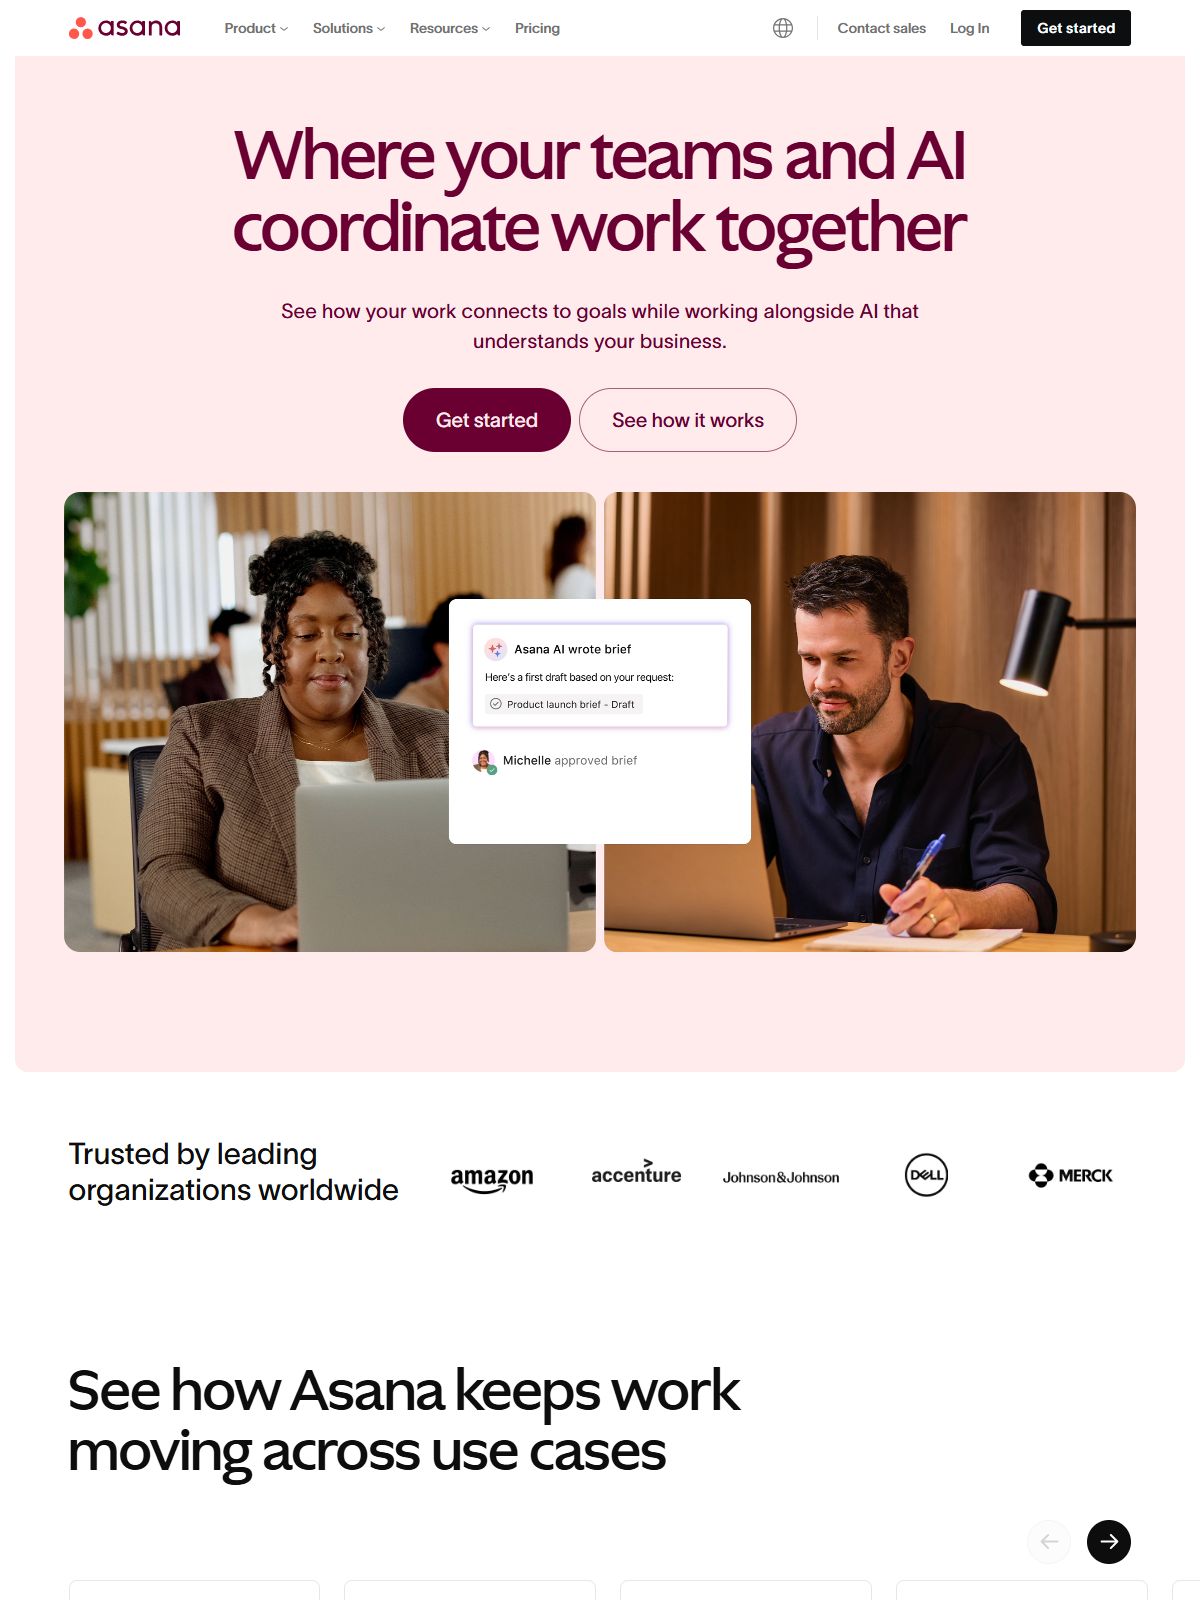 asana
Product
Solutions
Resources
Pricing
Contact sales
Log In
Get started
Where your teams and AI
coordinate work together
See how your work connects to goals while working alongside AI that
understands your business.
Get started
See how it works
Asana AI wrote brief
Here's a first draft based on your request:
Product launch brief - Draft
Michelle approved brief
Trusted by leading
organizations worldwide
amazon
accenture
Johnson&Johnson
DELL
MERCK
See how Asana keeps work
moving across use cases